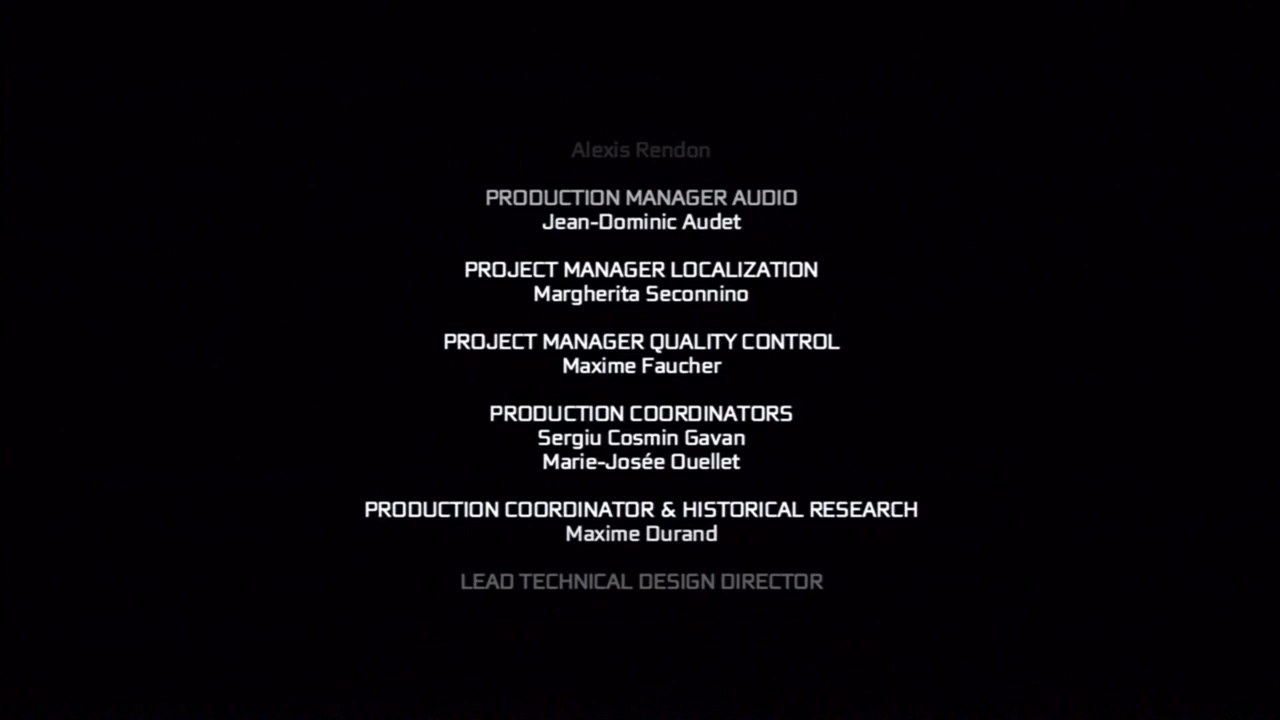 Alexis Rendon
PRODUCTION MANAGER AUDIO
Jean-Dominic Audet
PROJECT MANAGER LOCALIZATION
Margherita Seconnino
PROJECT MANAGER QUALITY CONTROL
Maxime Faucher
PRODUCTION COORDINATORS
Sergiu Cosmin Gavan
Marie-Josée Ouellet
PRODUCTION COORDINATOR & HISTORICAL RESEARCH
Maxime Durand
LEAD TECHNICAL DESIGN DIRECTOR